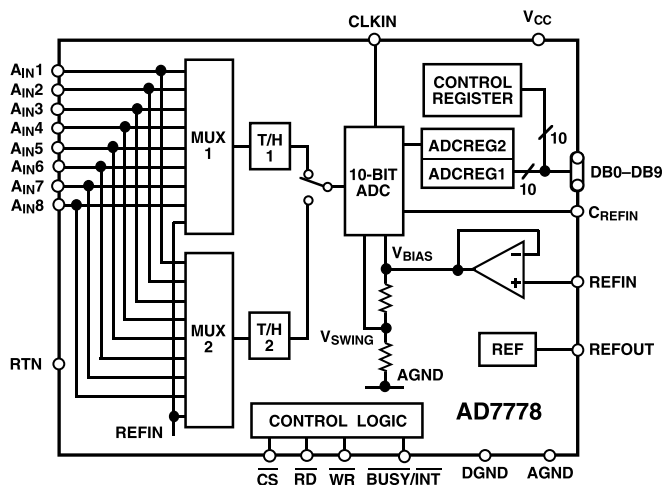 CLKIN
VCC
AIN1
AIN2
AIN3
AIN4
AIN5
AIN6
AIN7
AIN8
MUX
1
T/H
1
10-BIT
ADC
CONTROL
REGISTER
10
ADCREG2
ADCREG1
10
DB0–DB9
CREFIN
VBIAS
–
+
REFIN
MUX
2
T/H
2
VSWING
REF
REFOUT
RTN
AGND
REFIN
CONTROL LOGIC
AD7778
CS
RD
WR
BUSY/INT
DGND
AGND